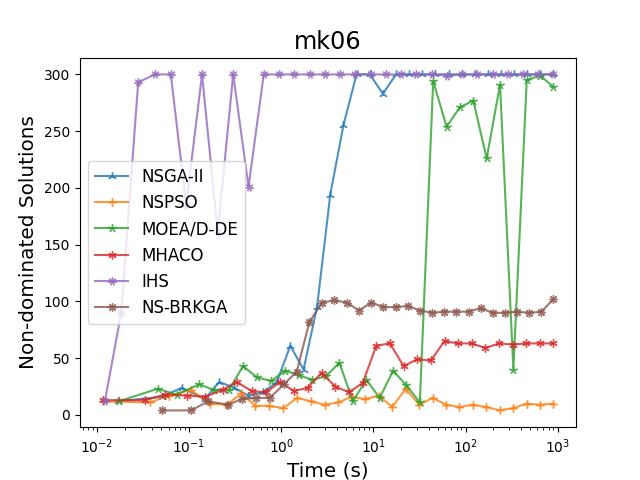 mk06
Non-dominated Solutions
300
250
200
150
100
50
0
NSGA-II
NSPSO
MOEA/D-DE
MHACO
IHS
NS-BRKGA
10⁻² 10⁻¹ 10⁰ 10¹ 10² 10³
Time (s)